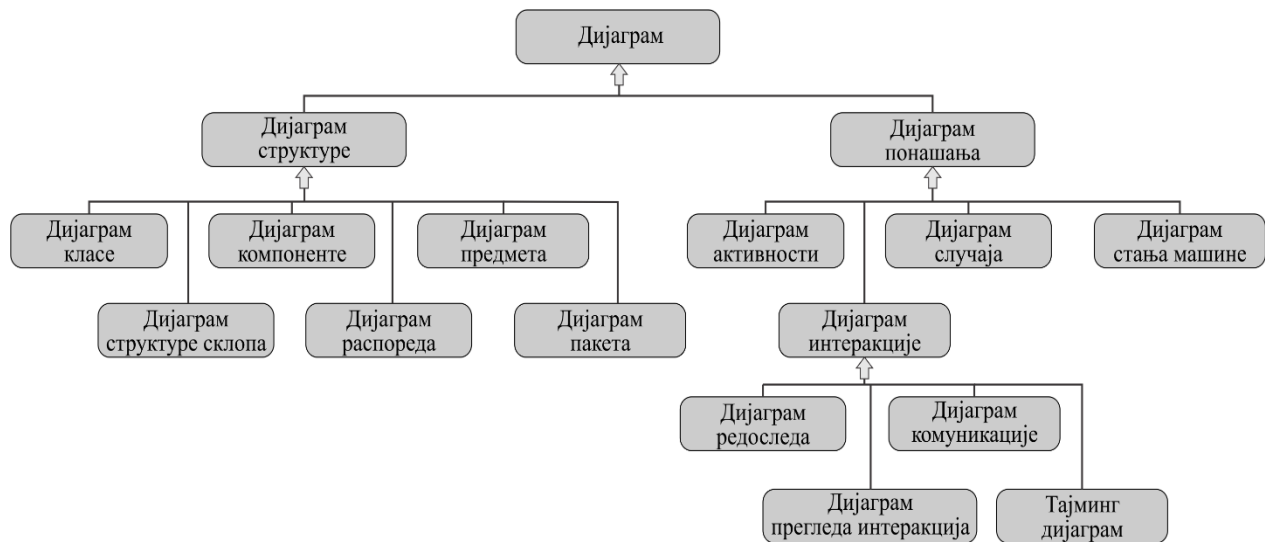 Дијаграм
Дијаграм
структуре
Дијаграм
понашања
Дијаграм
класе
Дијаграм
компоненте
Дијаграм
предмета
Дијаграм
активности
Дијаграм
случаја
Дијаграм
стања машине
Дијаграм
структуре склопа
Дијаграм
распореда
Дијаграм
пакета
Дијаграм
интеракције
Дијаграм
редоследа
Дијаграм
комуникације
Дијаграм
прегледа интеракција
Тајминг
дијаграм